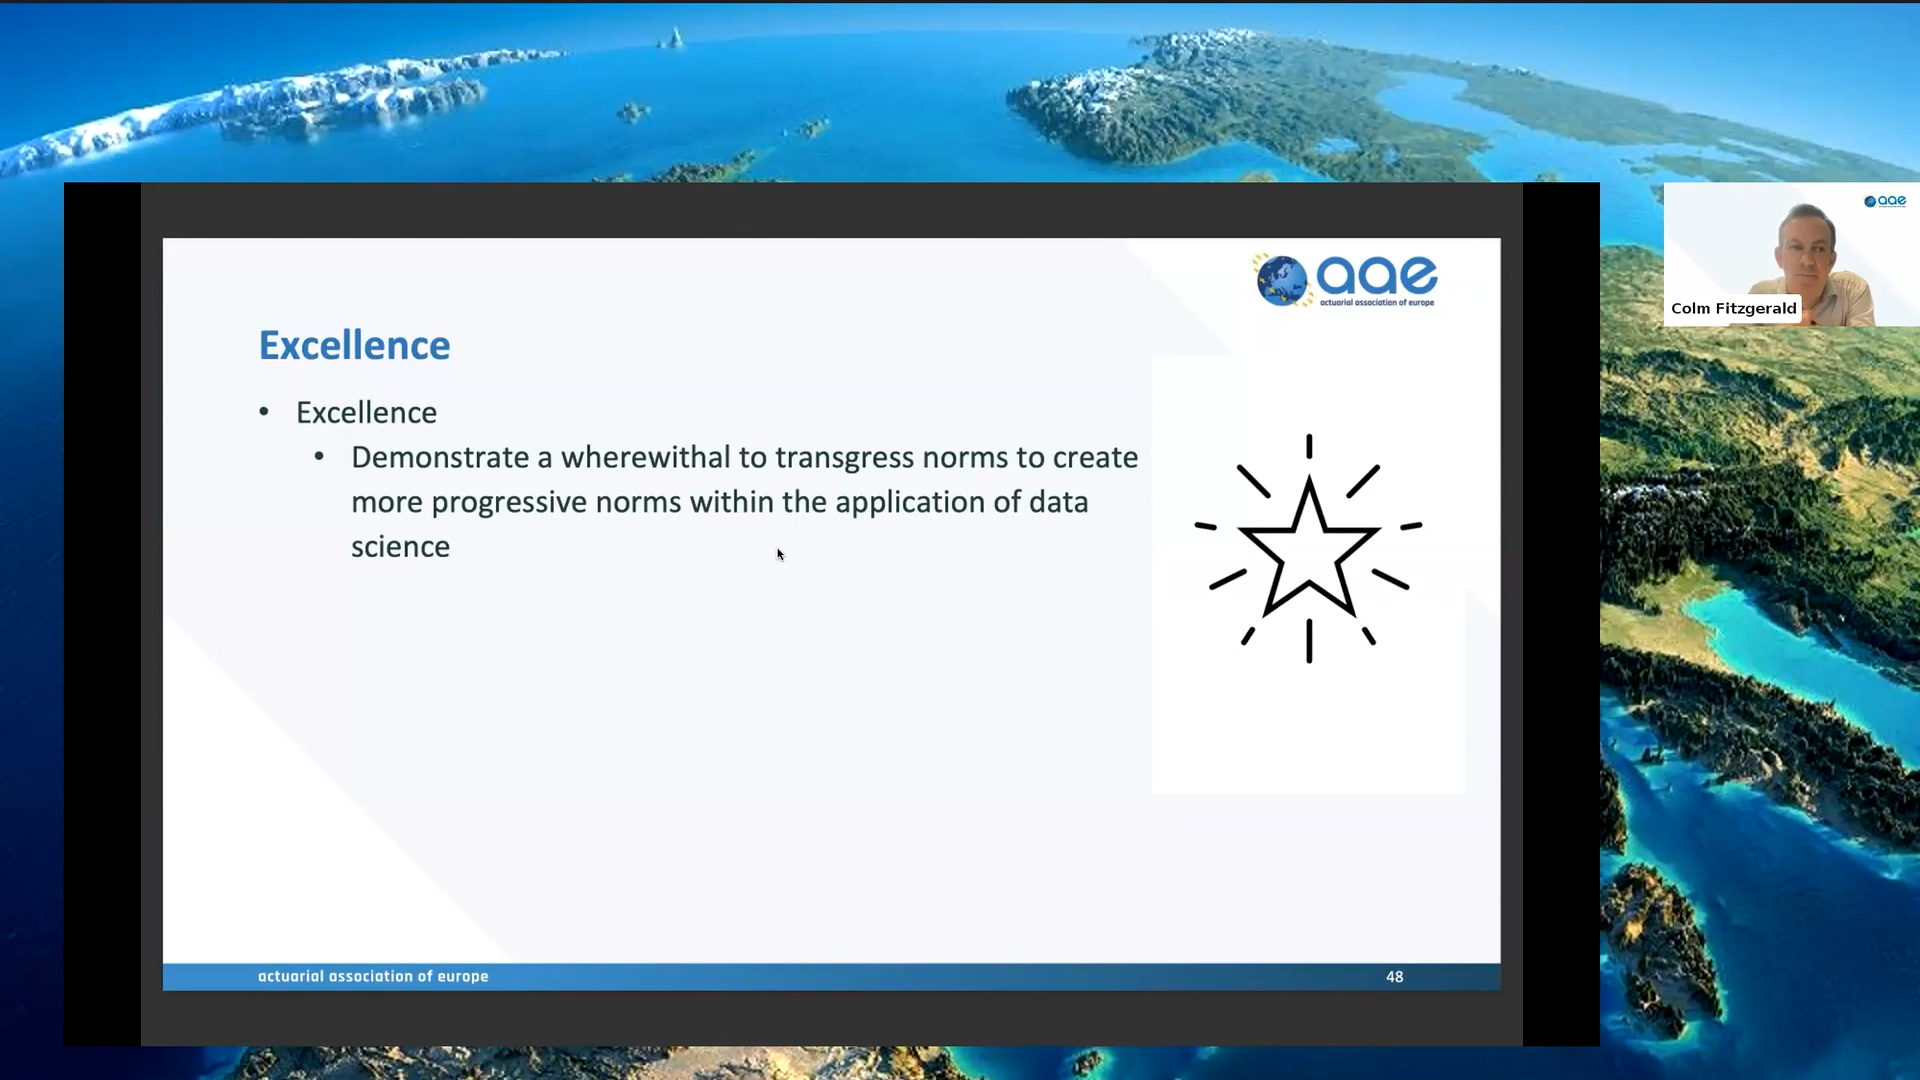 aae
actuarial association of europe
aae
Colm Fitzgerald
Excellence
• Excellence
• Demonstrate a wherewithal to transgress norms to create
more progressive norms within the application of data
science
actuarial association of europe
48